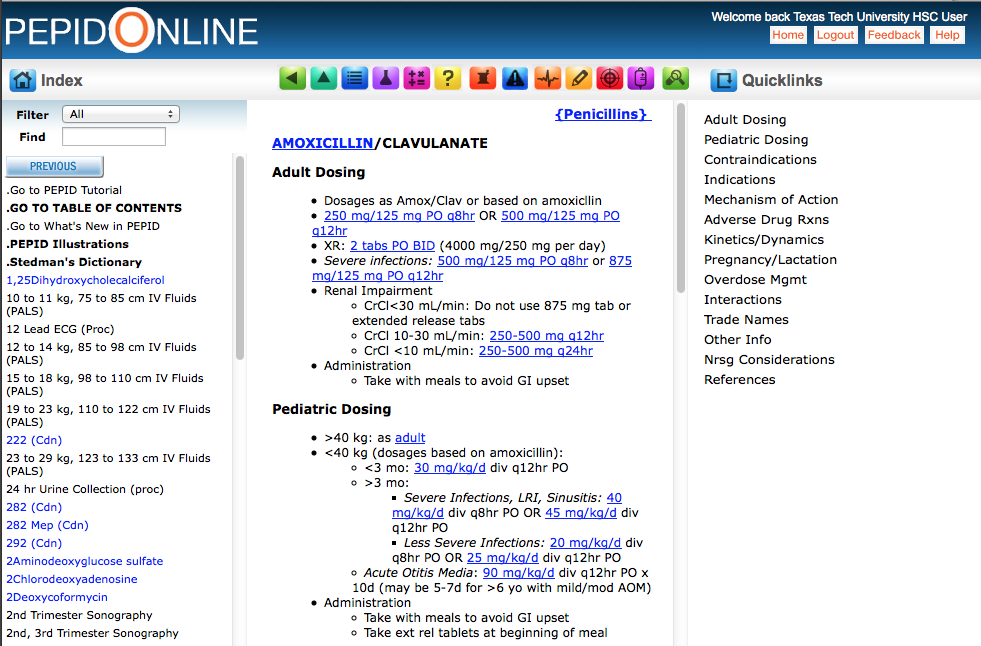 PEPIDONLINE
Welcome back Texas Tech University HSC User
Home Logout Feedback Help
Index
Quicklinks
Filter All
Find
PREVIOUS
.Go to PEPID Tutorial
.GO TO TABLE OF CONTENTS
.Go to What's New in PEPID
.PEPID Illustrations
.Stedman's Dictionary
1,25Dihydroxycholecalciferol
10 to 11 kg, 75 to 85 cm IV Fluids
(PALS)
12 Lead ECG (Proc)
12 to 14 kg, 85 to 98 cm IV Fluids
(PALS)
15 to 18 kg, 98 to 110 cm IV Fluids
(PALS)
19 to 23 kg, 110 to 122 cm IV Fluids
(PALS)
222 (Cdn)
23 to 29 kg, 123 to 133 cm IV Fluids
(PALS)
24 hr Urine Collection (proc)
282 (Cdn)
282 Mep (Cdn)
292 (Cdn)
2Aminodeoxyglucose sulfate
2Chlorodeoxyadenosine
2Deoxycoformycin
2nd Trimester Sonography
2nd, 3rd Trimester Sonography
{Penicillins}
AMOXICILLIN/CLAVULANATE
Adult Dosing
• Dosages as Amox/Clav or based on amoxicillin
• 250 mg/125 mg PO q8hr OR 500 mg/125 mg PO
q12hr
• XR: 2 tabs PO BID (4000 mg/250 mg per day)
• Severe infections: 500 mg/125 mg PO q8hr or 875
mg/125 mg PO q12hr
• Renal Impairment
◦ CrCl<30 mL/min: Do not use 875 mg tab or
extended release tabs
◦ CrCl 10-30 mL/min: 250-500 mg q12hr
◦ CrCl <10 mL/min: 250-500 mg q24hr
• Administration
◦ Take with meals to avoid GI upset
Pediatric Dosing
• >40 kg: as adult
• <40 kg (dosages based on amoxicillin):
◦ <3 mo: 30 mg/kg/d div q12hr PO
◦ >3 mo:
▪ Severe Infections, LRI, Sinusitis: 40
mg/kg/d div q8hr PO OR 45 mg/kg/d div
q12hr PO
▪ Less Severe Infections: 20 mg/kg/d div
q8hr PO OR 25 mg/kg/d div q12hr PO
◦ Acute Otitis Media: 90 mg/kg/d div q12hr PO x
10d (may be 5-7d for >6 yo with mild/mod AOM)
• Administration
◦ Take with meals to avoid GI upset
◦ Take ext rel tablets at beginning of meal
Adult Dosing
Pediatric Dosing
Contraindications
Indications
Mechanism of Action
Adverse Drug Rxns
Kinetics/Dynamics
Pregnancy/Lactation
Overdose Mgmt
Interactions
Trade Names
Other Info
Nrsg Considerations
References